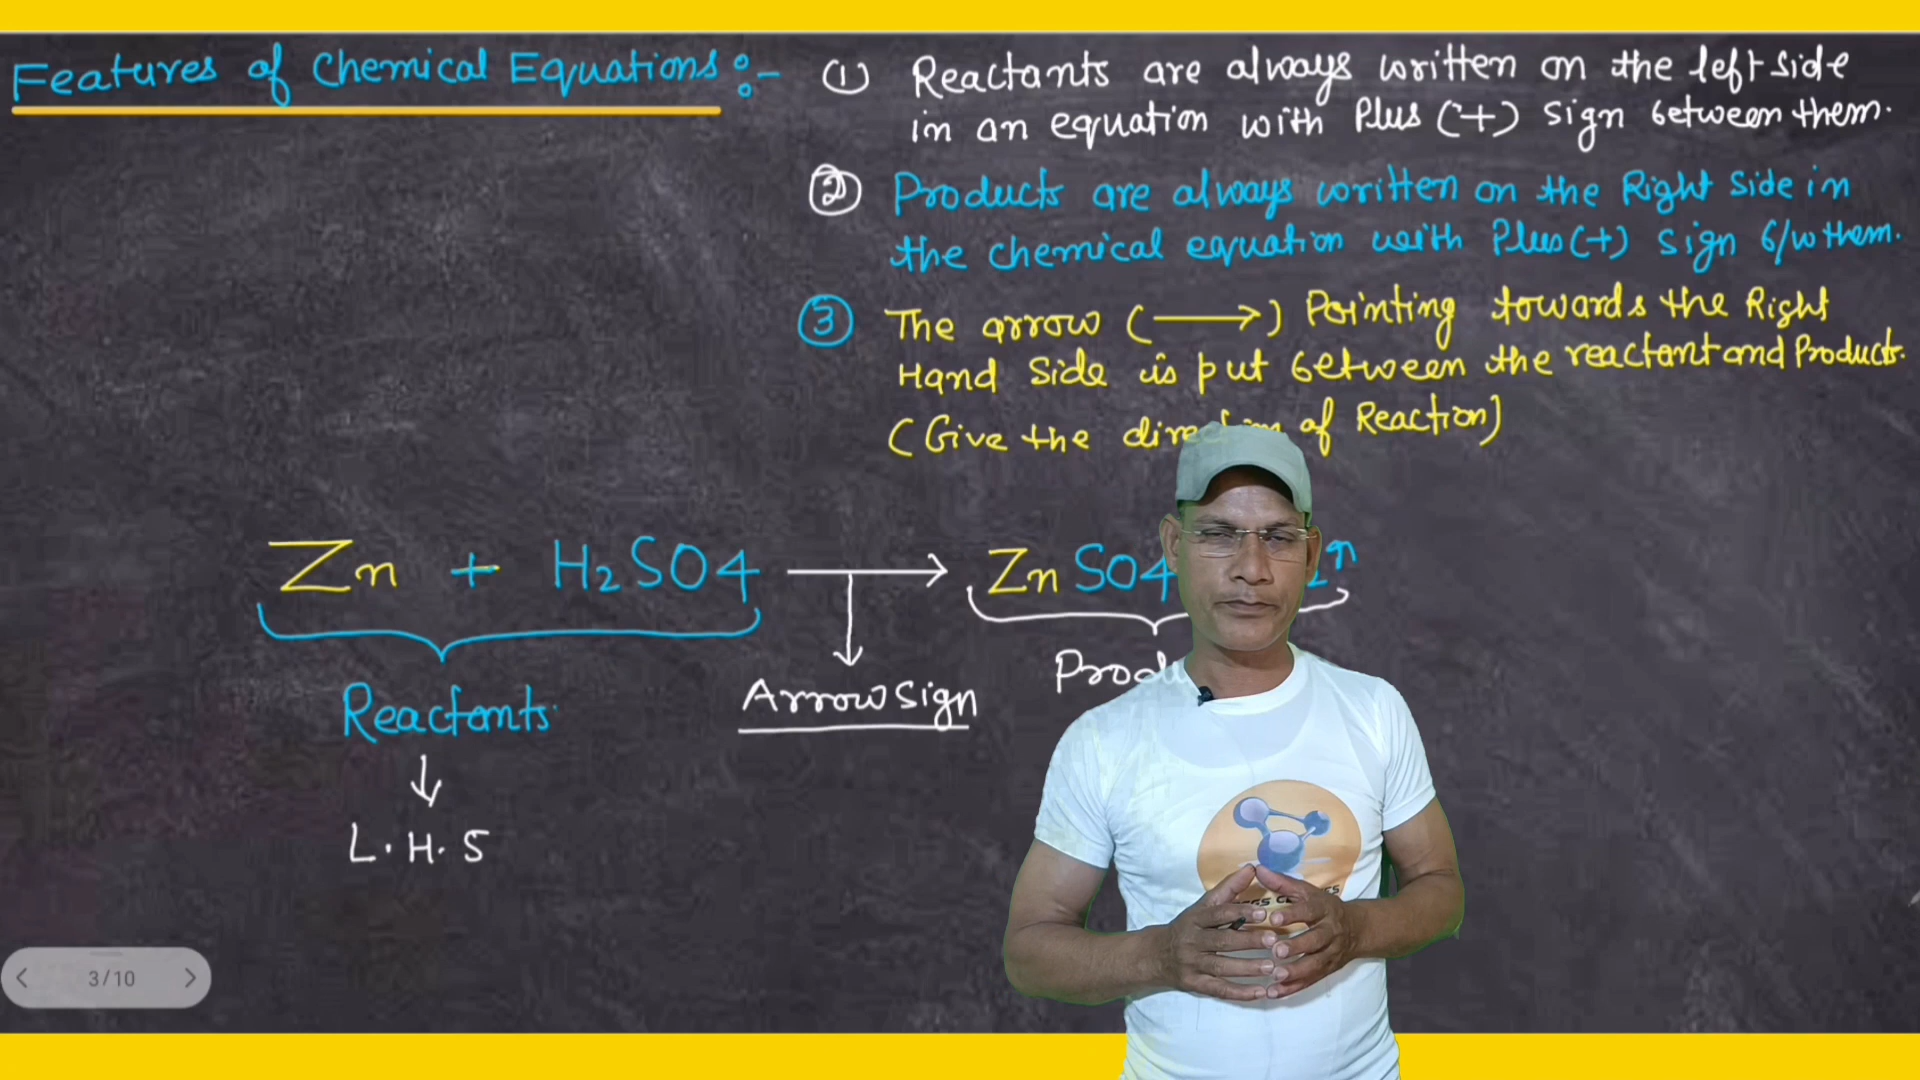 Features of Chemical Equations :-
(1) Reactants are always written on the left side
in an equation with Plus (+) sign between them.
(2) Products are always written on the Right Side in
the chemical equation with Plus (+) Sign b/w them.
(3) The arrow (⟶) Pointing towards the Right
Hand Side is put between the reactant and Products.
(Give the of Reaction)
Zn + H2SO4 ⟶ ZnSO4
Reactants
Arrow Sign
↓
L.H.S
3/10